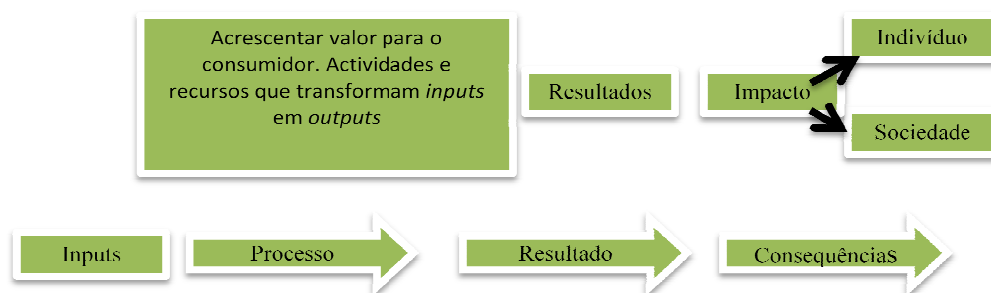 Acrescentar valor para o
consumidor. Actividades e
recursos que transformam inputs
em outputs
Resultados
Impacto
Indivíduo
Sociedade
Inputs
Processo
Resultado
Consequências